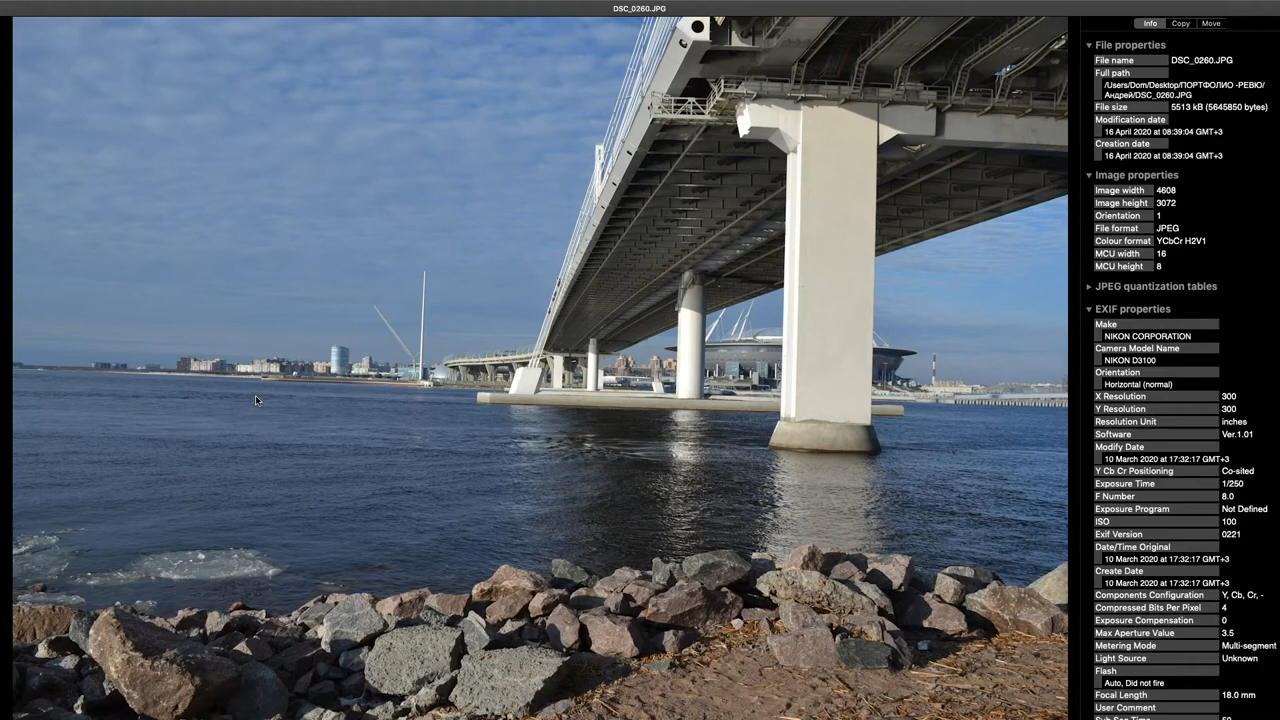 DSC_0260.JPG
Info Copy Move
File properties
File name DSC_0260.JPG
Full path
/Users/Dom/Desktop/ПОРТФОЛИО -РЕВЮ/
Андрей/DSC_0260.JPG
File size 5513 kB (5645850 bytes)
Modification date
16 April 2020 at 08:39:04 GMT+3
Creation date
16 April 2020 at 08:39:04 GMT+3
Image properties
Image width 4608
Image height 3072
Orientation 1
File format JPEG
Colour format YCbCr H2V1
MCU width 16
MCU height 8
JPEG quantization tables
EXIF properties
Make
NIKON CORPORATION
Camera Model Name
NIKON D3100
Orientation
Horizontal (normal)
X Resolution 300
Y Resolution 300
Resolution Unit inches
Software Ver.1.01
Modify Date
10 March 2020 at 17:32:17 GMT+3
Y Cb Cr Positioning Co-sited
Exposure Time 1/250
F Number 8.0
Exposure Program Not Defined
ISO 100
Exif Version 0221
Date/Time Original
10 March 2020 at 17:32:17 GMT+3
Create Date
10 March 2020 at 17:32:17 GMT+3
Components Configuration Y, Cb, Cr, -
Compressed Bits Per Pixel 4
Exposure Compensation 0
Max Aperture Value 3.5
Metering Mode Multi-segment
Light Source Unknown
Flash
Auto, Did not fire
Focal Length 18.0 mm
User Comment
Sub Sec Time 50